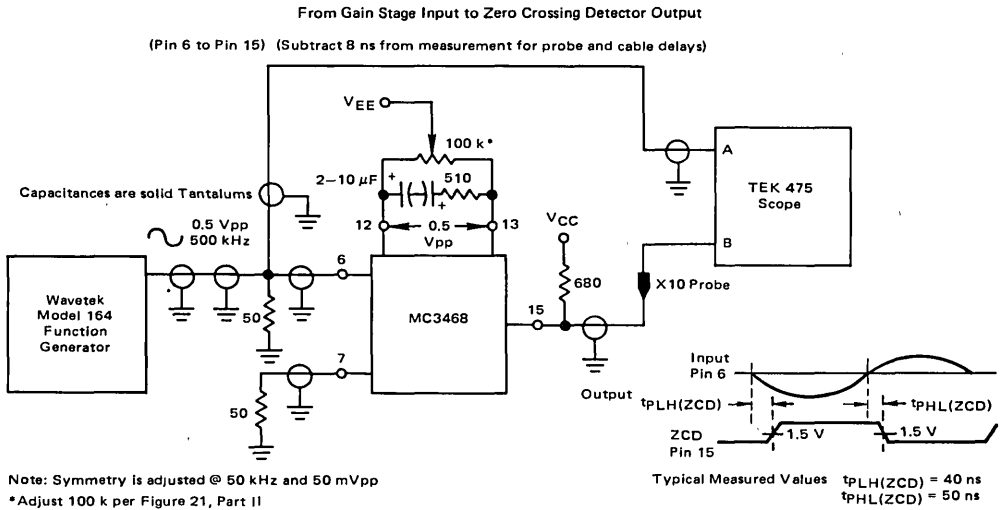 From Gain Stage Input to Zero Crossing Detector Output
(Pin 6 to Pin 15) (Subtract 8 ns from measurement for probe and cable delays)
VEE
100 k*
2–10 µF
+
510
+
Capacitances are solid Tantalums
12
0.5
Vpp
13
0.5 Vpp
500 kHz
VCC
A
TEK 475
Scope
B
X10 Probe
6
680
Wavetek
Model 164
Function
Generator
50
MC3468
15
7
50
Output
Input
Pin 6
tPLH(ZCD)
tPHL(ZCD)
ZCD
Pin 15
1.5 V
1.5 V
Note: Symmetry is adjusted @ 50 kHz and 50 mVpp
*Adjust 100 k per Figure 21, Part II
Typical Measured Values tPLH(ZCD) = 40 ns
tPHL(ZCD) = 50 ns